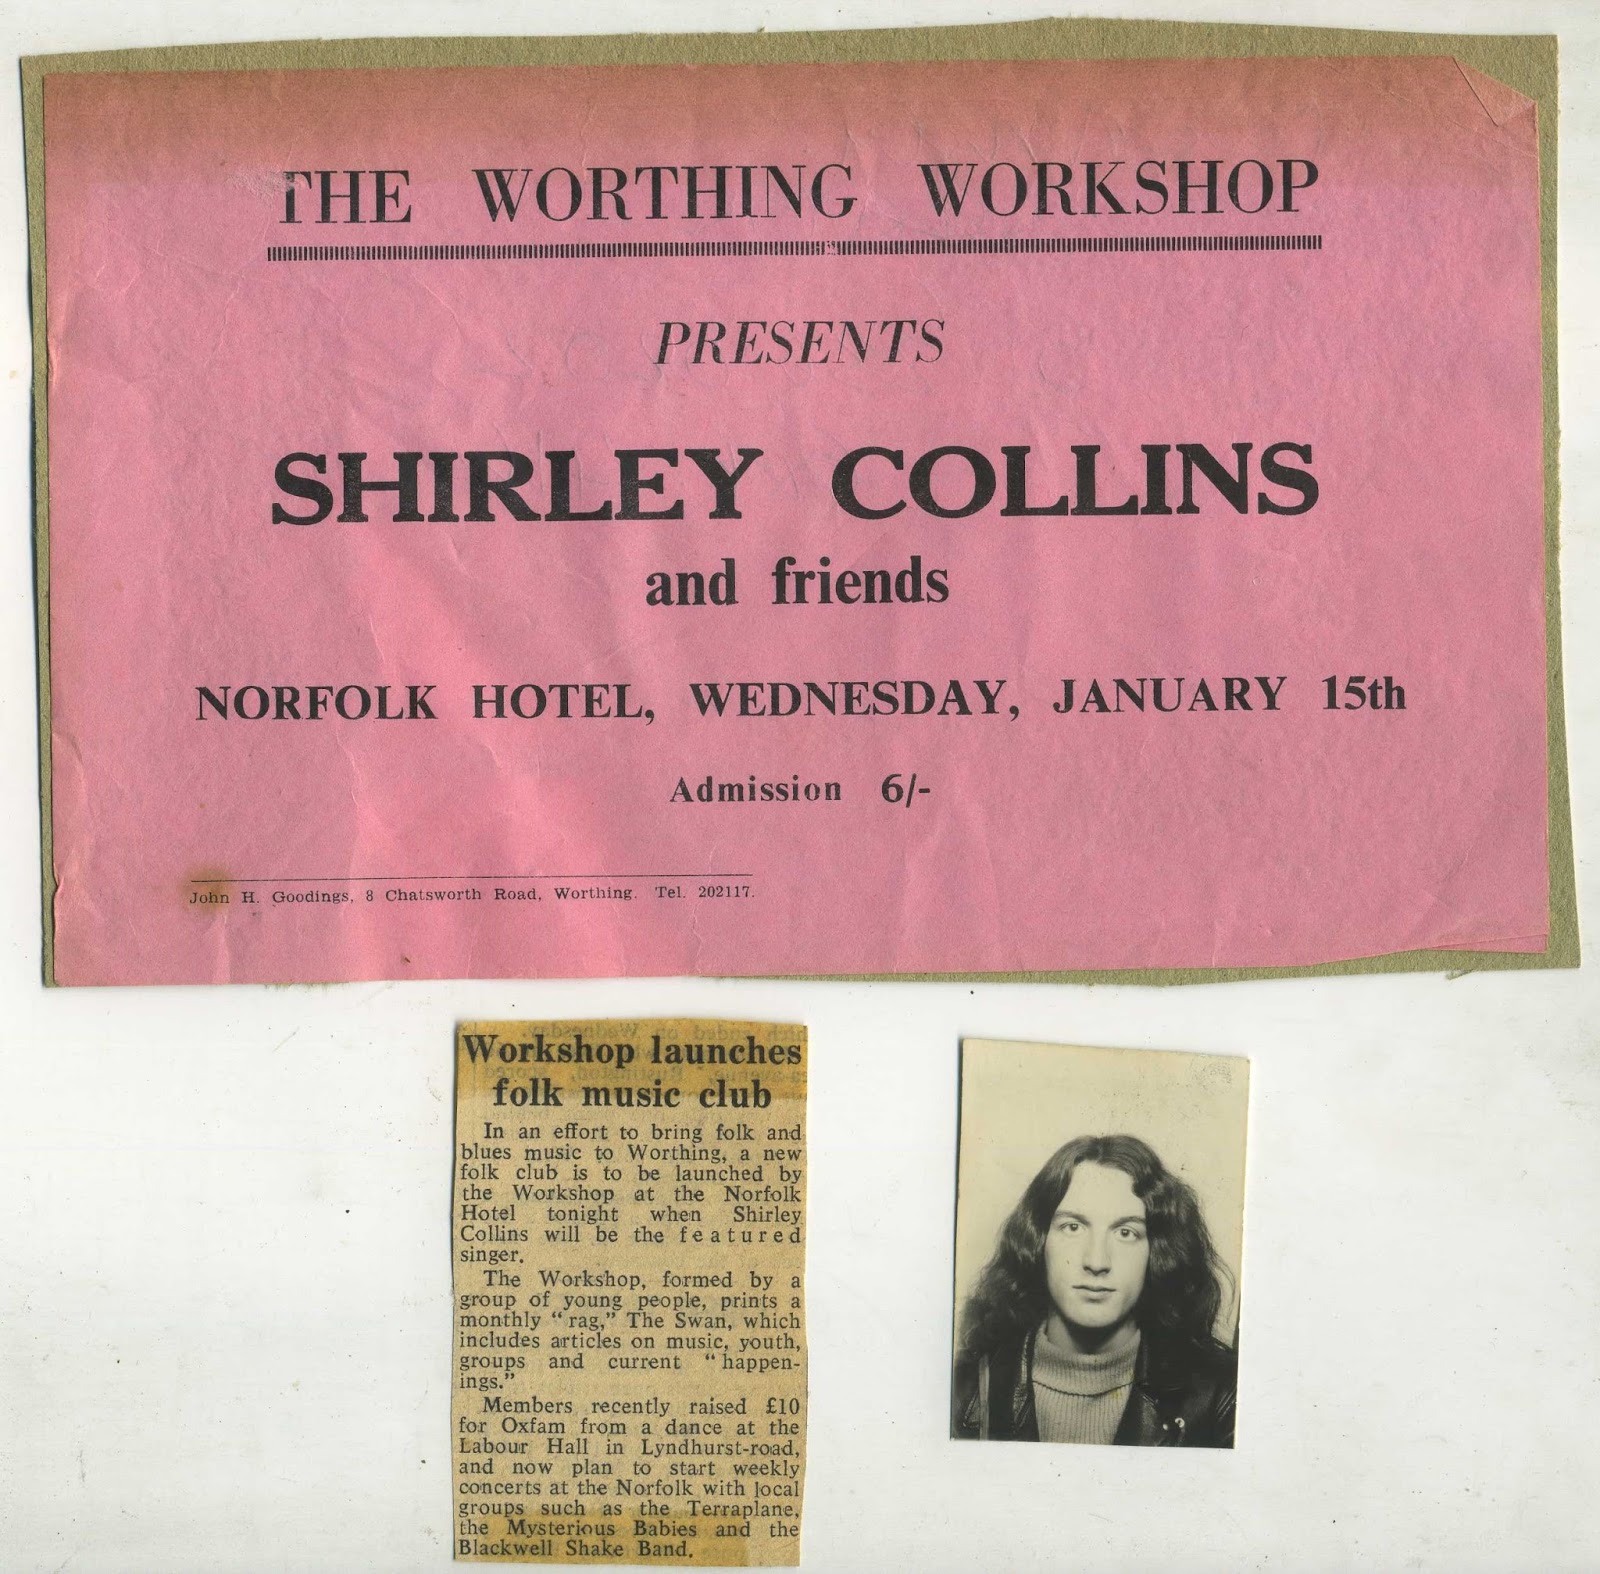 THE WORTHING WORKSHOP
PRESENTS
SHIRLEY COLLINS
and friends
NORFOLK HOTEL, WEDNESDAY, JANUARY 15th
Admission 6/-
John H. Goodings, 8 Chatsworth Road, Worthing. Tel. 202117.
Workshop launches
folk music club
In an effort to bring folk and
blues music to Worthing, a new
folk club is to be launched by
the Workshop at the Norfolk
Hotel tonight when Shirley
Collins will be the featured
singer.
The Workshop, formed by a
group of young people, prints a
monthly "rag," The Swan, which
includes articles on music, youth,
groups and current "happen-
ings."
Members recently raised £10
for Oxfam from a dance at the
Labour Hall in Lyndhurst-road,
and now plan to start weekly
concerts at the Norfolk with local
groups such as the Terraplane,
the Mysterious Babies and the
Blackwell Shake Band.